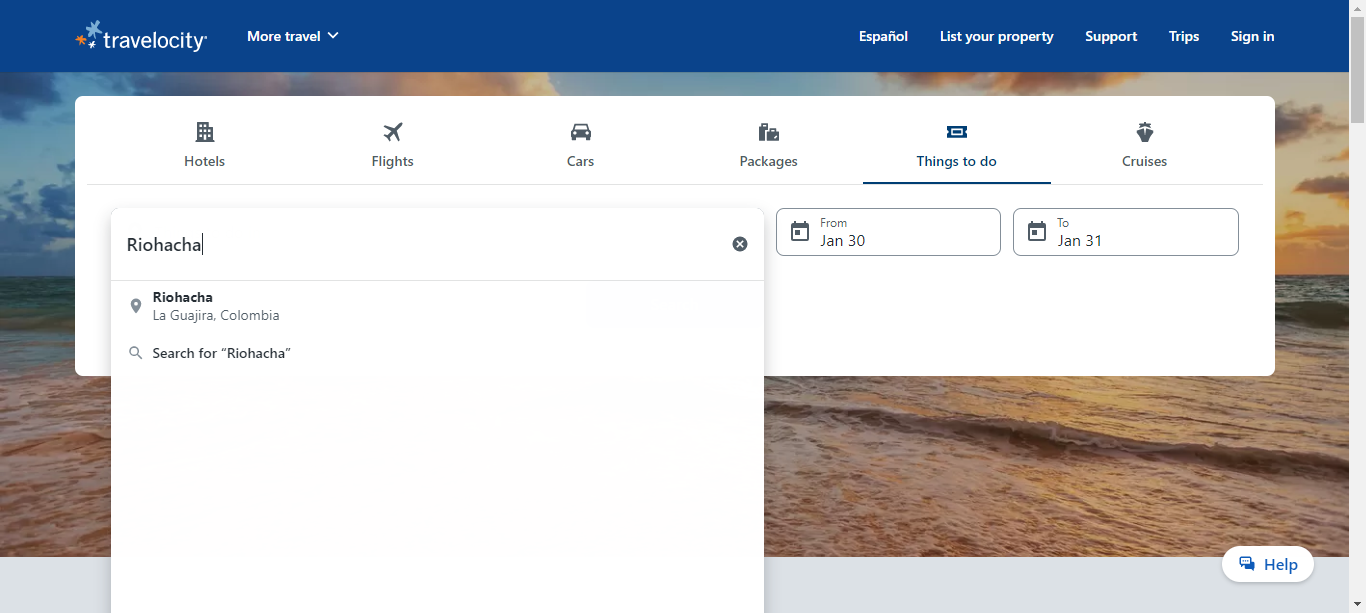 travelocity
More travel
Español
List your property
Support
Trips
Sign in
Hotels
Flights
Cars
Packages
Things to do
Cruises
Riohacha
From
Jan 30
To
Jan 31
Riohacha
La Guajira, Colombia
Search for “Riohacha”
Help